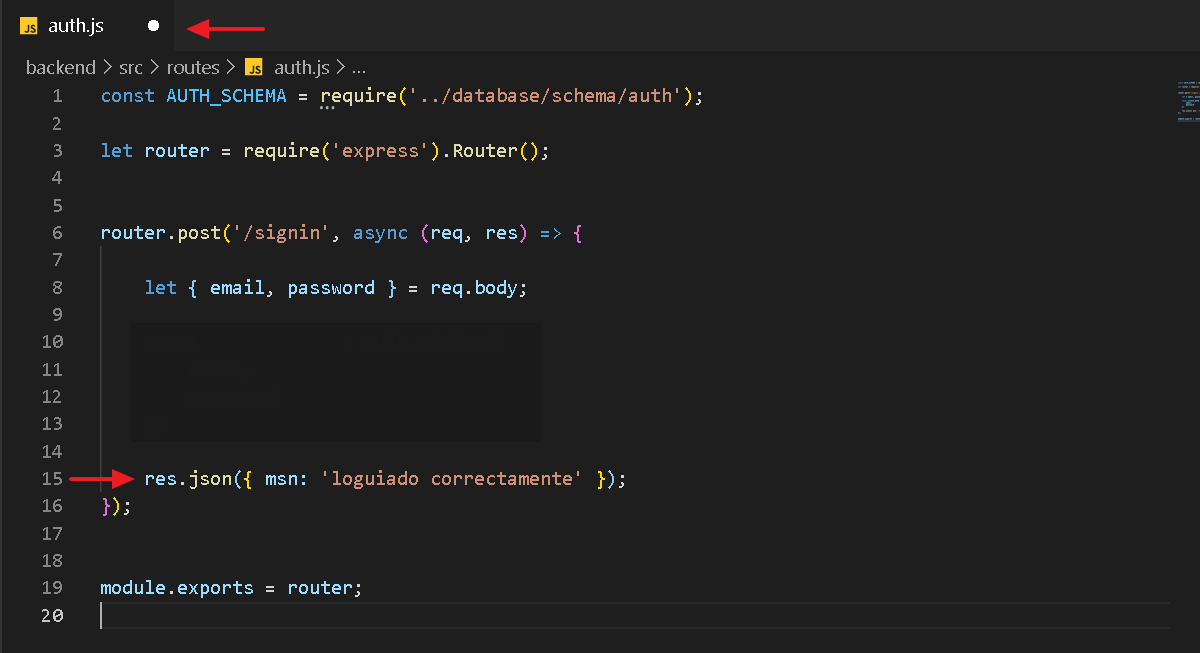 JS auth.js
backend > src > routes > JS auth.js > ...
1 const AUTH_SCHEMA = require('../database/schema/auth');
2
3 let router = require('express').Router();
4
5
6 router.post('/signin', async (req, res) => {
7
8 let { email, password } = req.body;
9
10
11
12
13
14
15 res.json({ msn: 'loguiado correctamente' });
16 });
17
18
19 module.exports = router;
20